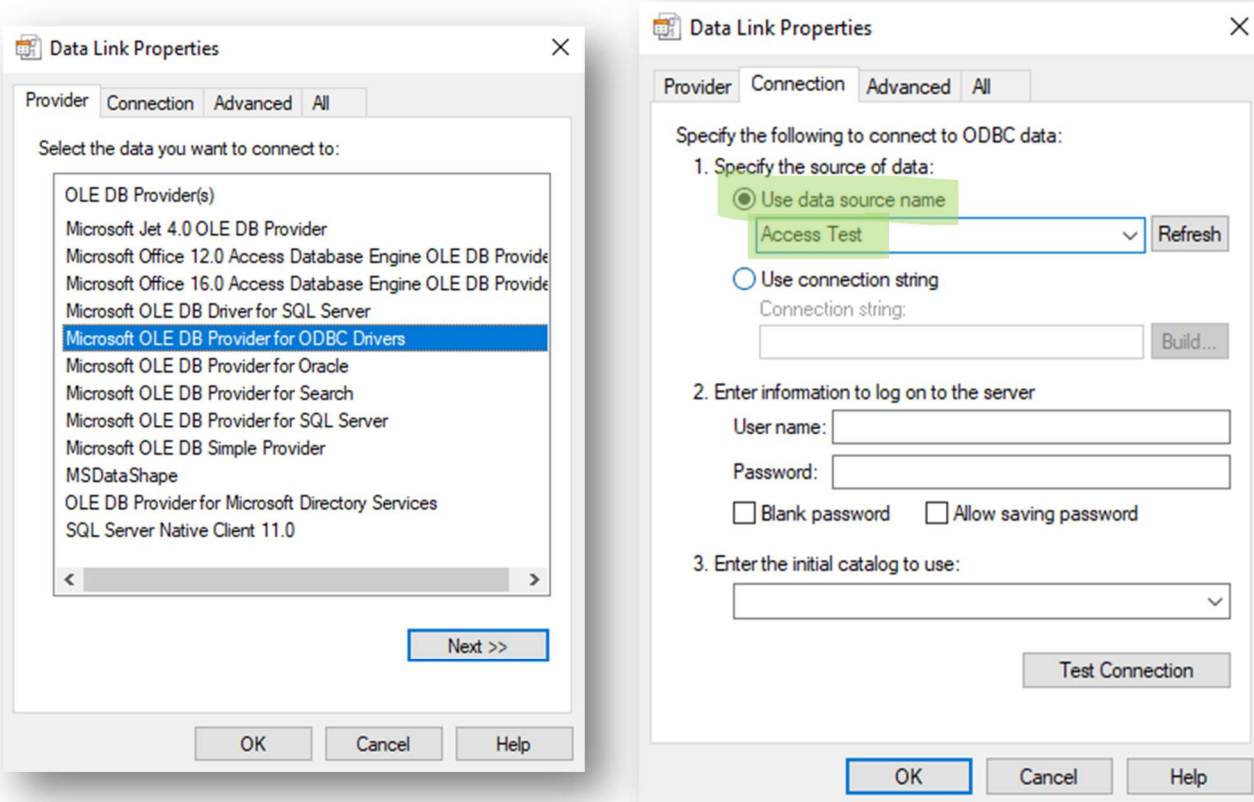 Data Link Properties
Provider Connection Advanced All
Select the data you want to connect to:
OLE DB Provider(s)
Microsoft Jet 4.0 OLE DB Provider
Microsoft Office 12.0 Access Database Engine OLE DB Provide
Microsoft Office 16.0 Access Database Engine OLE DB Provide
Microsoft OLE DB Driver for SQL Server
Microsoft OLE DB Provider for ODBC Drivers
Microsoft OLE DB Provider for Oracle
Microsoft OLE DB Provider for Search
Microsoft OLE DB Provider for SQL Server
Microsoft OLE DB Simple Provider
MSDataShape
OLE DB Provider for Microsoft Directory Services
SQL Server Native Client 11.0
Next >>
OK Cancel Help
Data Link Properties
Provider Connection Advanced All
Specify the following to connect to ODBC data:
1. Specify the source of data:
Use data source name
Access Test Refresh
Use connection string
Connection string:
Build...
2. Enter information to log on to the server
User name:
Password:
Blank password Allow saving password
3. Enter the initial catalog to use:
Test Connection
OK Cancel Help